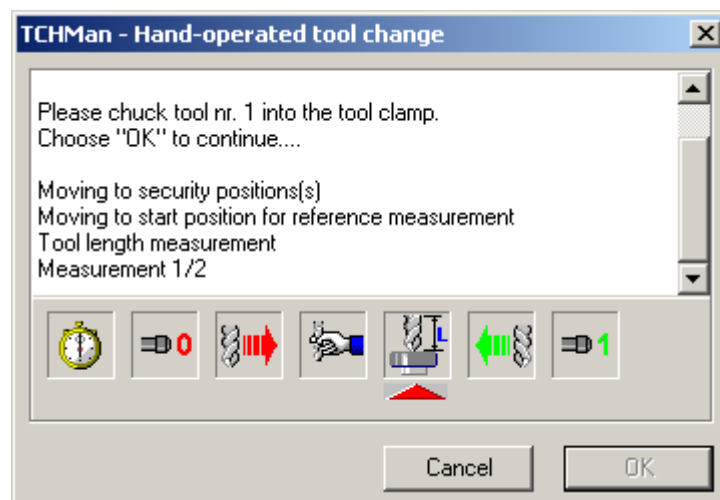 TCHMan - Hand-operated tool change
Please chuck tool nr. 1 into the tool clamp.
Choose "OK" to continue....
Moving to security positions(s)
Moving to start position for reference measurement
Tool length measurement
Measurement 1/2
0
L
1
Cancel
OK